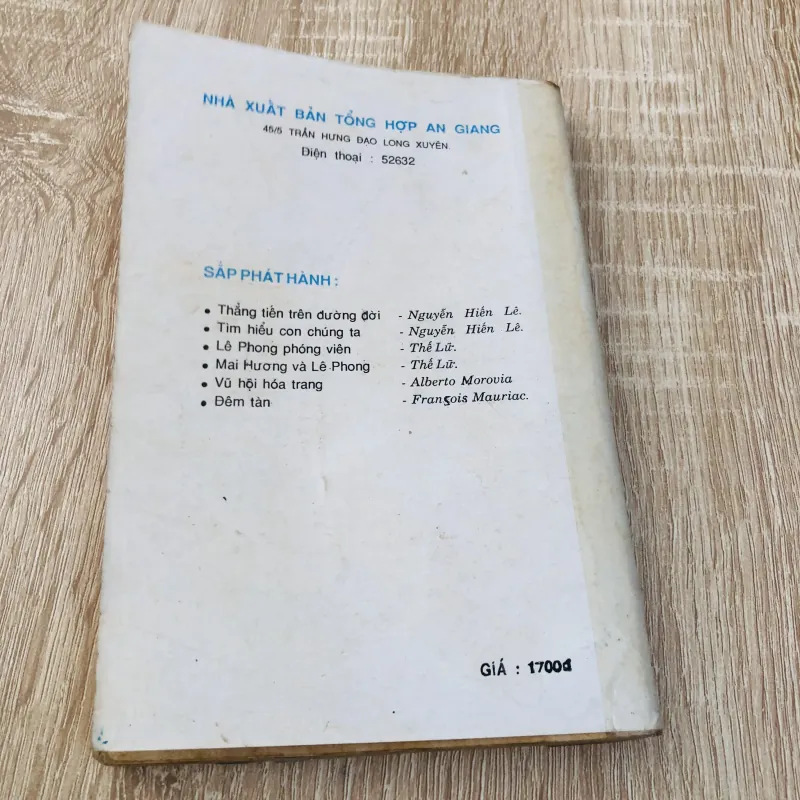 NHÀ XUẤT BẢN TỔNG HỢP AN GIANG
45/5 TRẦN HƯNG ĐẠO LONG XUYÊN
Điện thoại : 52632
SẮP PHÁT HÀNH :
• Thẳng tiến trên đường đời - Nguyễn Hiến Lê.
• Tìm hiểu con chúng ta - Nguyễn Hiến Lê.
• Lê Phong phóng viên - Thế Lữ.
• Mai Hương và Lê Phong - Thế Lữ.
• Vũ hội hóa trang - Alberto Morovia
• Đêm tàn - François Mauriac.
GIÁ : 1700đ